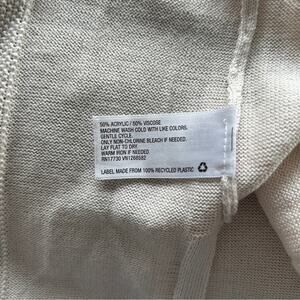 50% ACRYLIC / 50% VISCOSE
MACHINE WASH COLD WITH LIKE COLORS.
GENTLE CYCLE.
ONLY NON-CHLORINE BLEACH IF NEEDED.
LAY FLAT TO DRY.
WARM IRON IF NEEDED.
RN17730 VN1268582
LABEL MADE FROM 100% RECYCLED PLASTIC